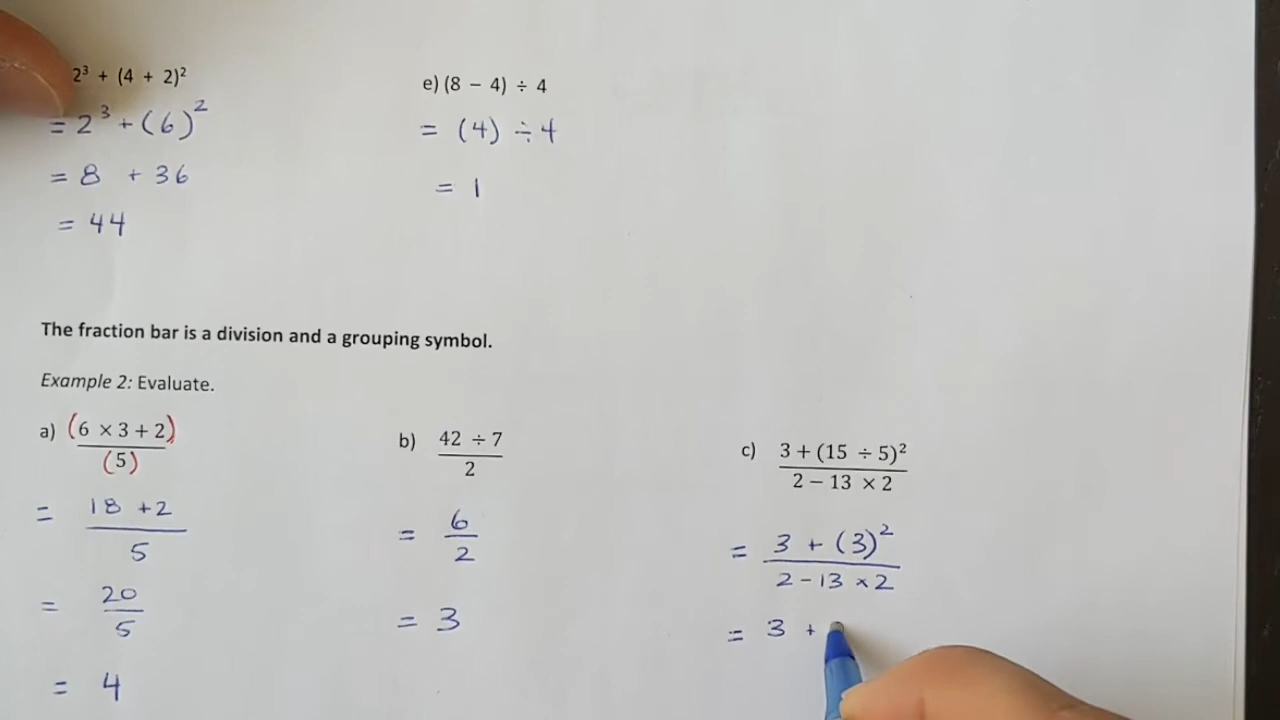 2³ + (4 + 2)²
= 2³ + (6)²
= 8 + 36
= 44
e) (8 − 4) ÷ 4
= (4) ÷ 4
= 1
The fraction bar is a division and a grouping symbol.
Example 2: Evaluate.
a) (6 × 3 + 2)
(5)
= 18 + 2
5
= 20
5
= 4
b) 42 ÷ 7
2
= 6
2
= 3
c) 3 + (15 ÷ 5)²
2 − 13 × 2
= 3 + (3)²
2 − 13 × 2
= 3 +